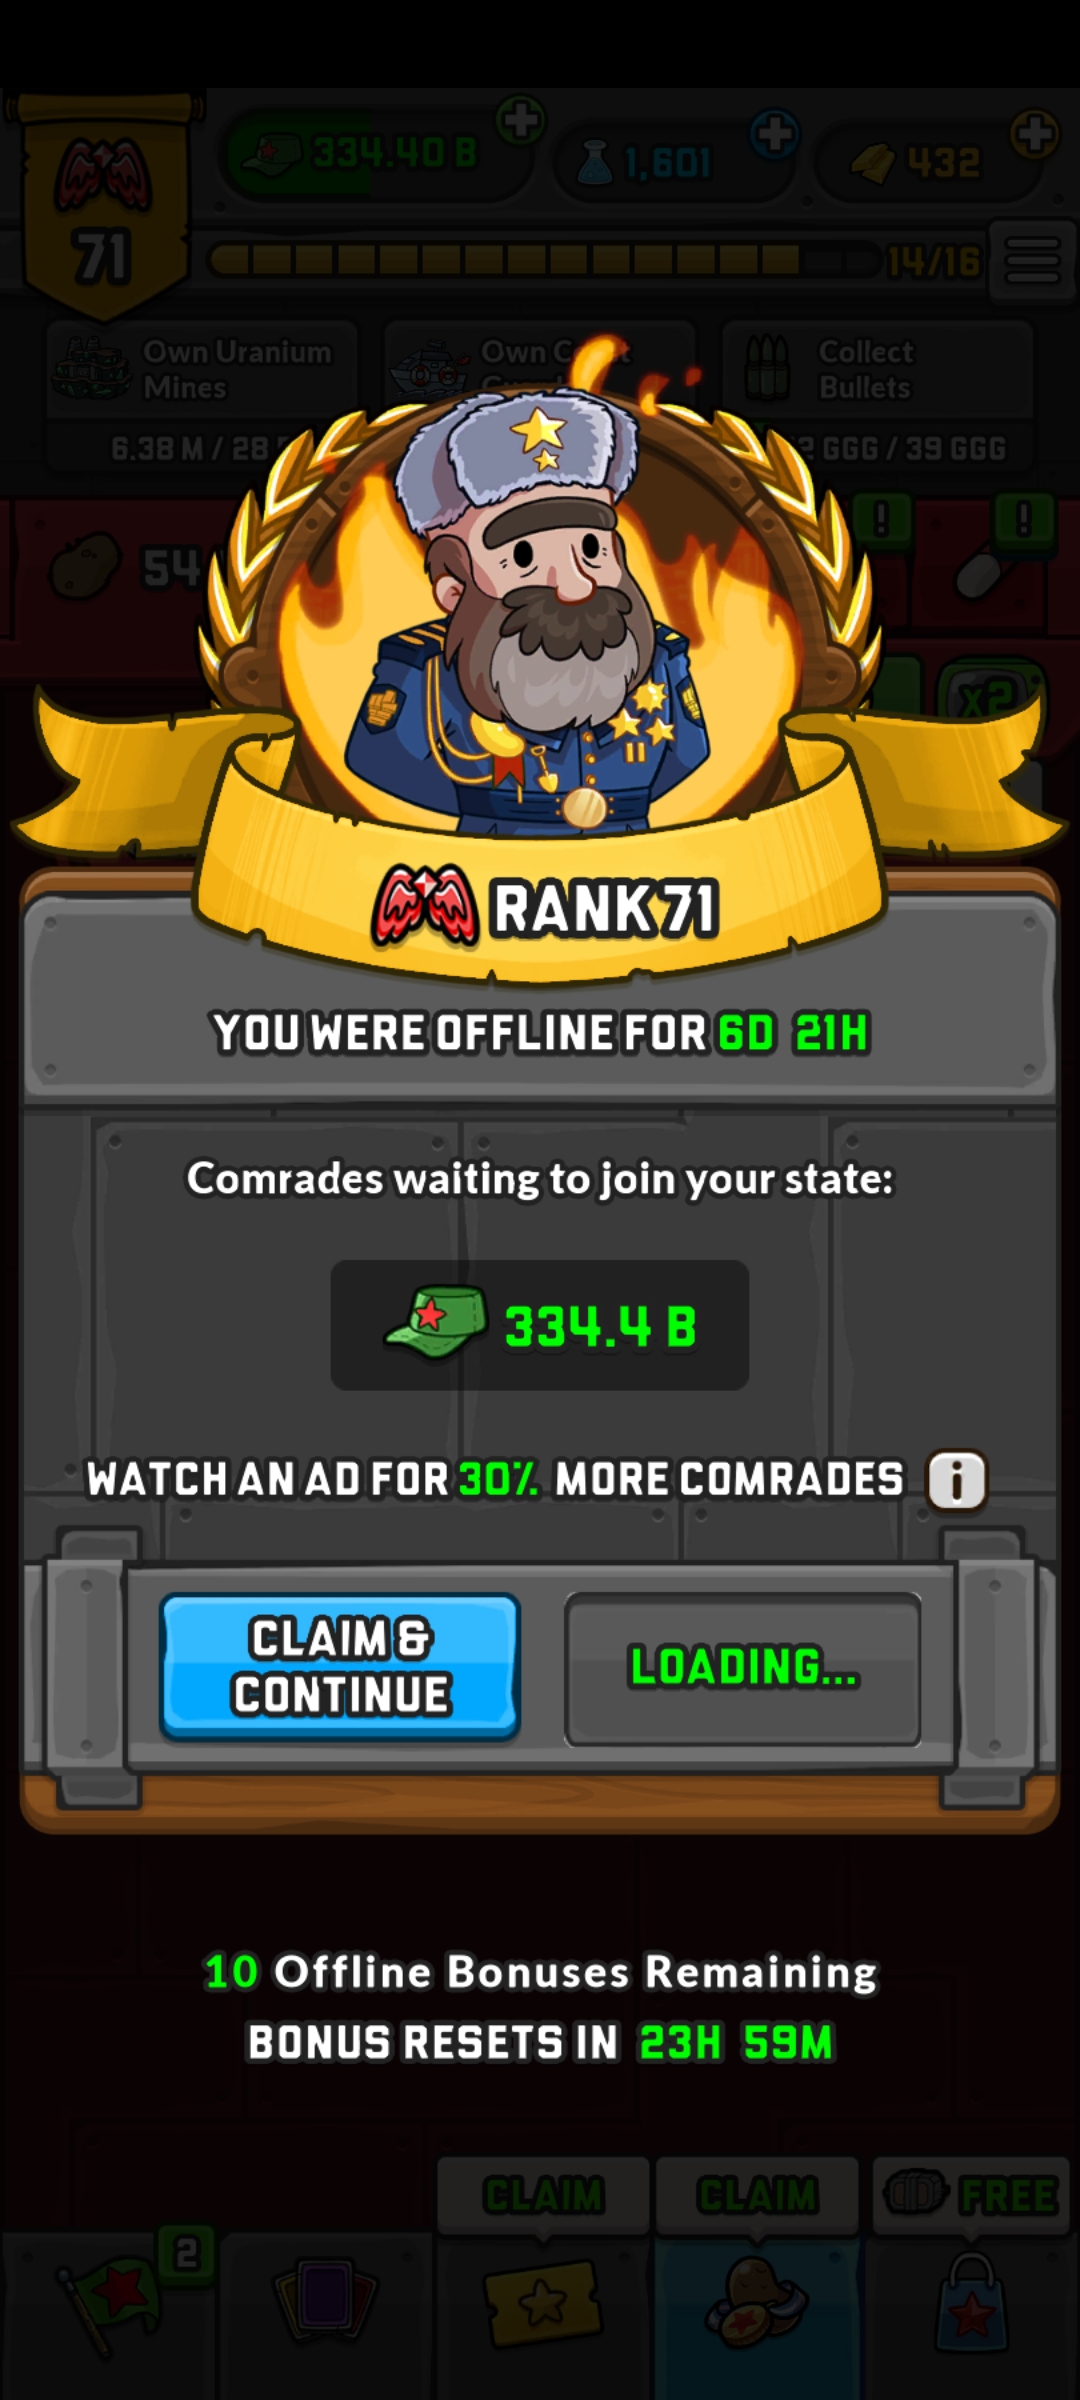 334.40 B
1,601
432
71
14/16
Own Uranium
Mines
Own
Collect
Bullets
6.38 M / 28
GGG / 39 GGG
54
!
!
x2
RANK 71
YOU WERE OFFLINE FOR 6D 21H
Comrades waiting to join your state:
334.4 B
WATCH AN AD FOR 30% MORE COMRADES
i
CLAIM &
CONTINUE
LOADING...
10 Offline Bonuses Remaining
BONUS RESETS IN 23H 59M
CLAIM
CLAIM
FREE
2